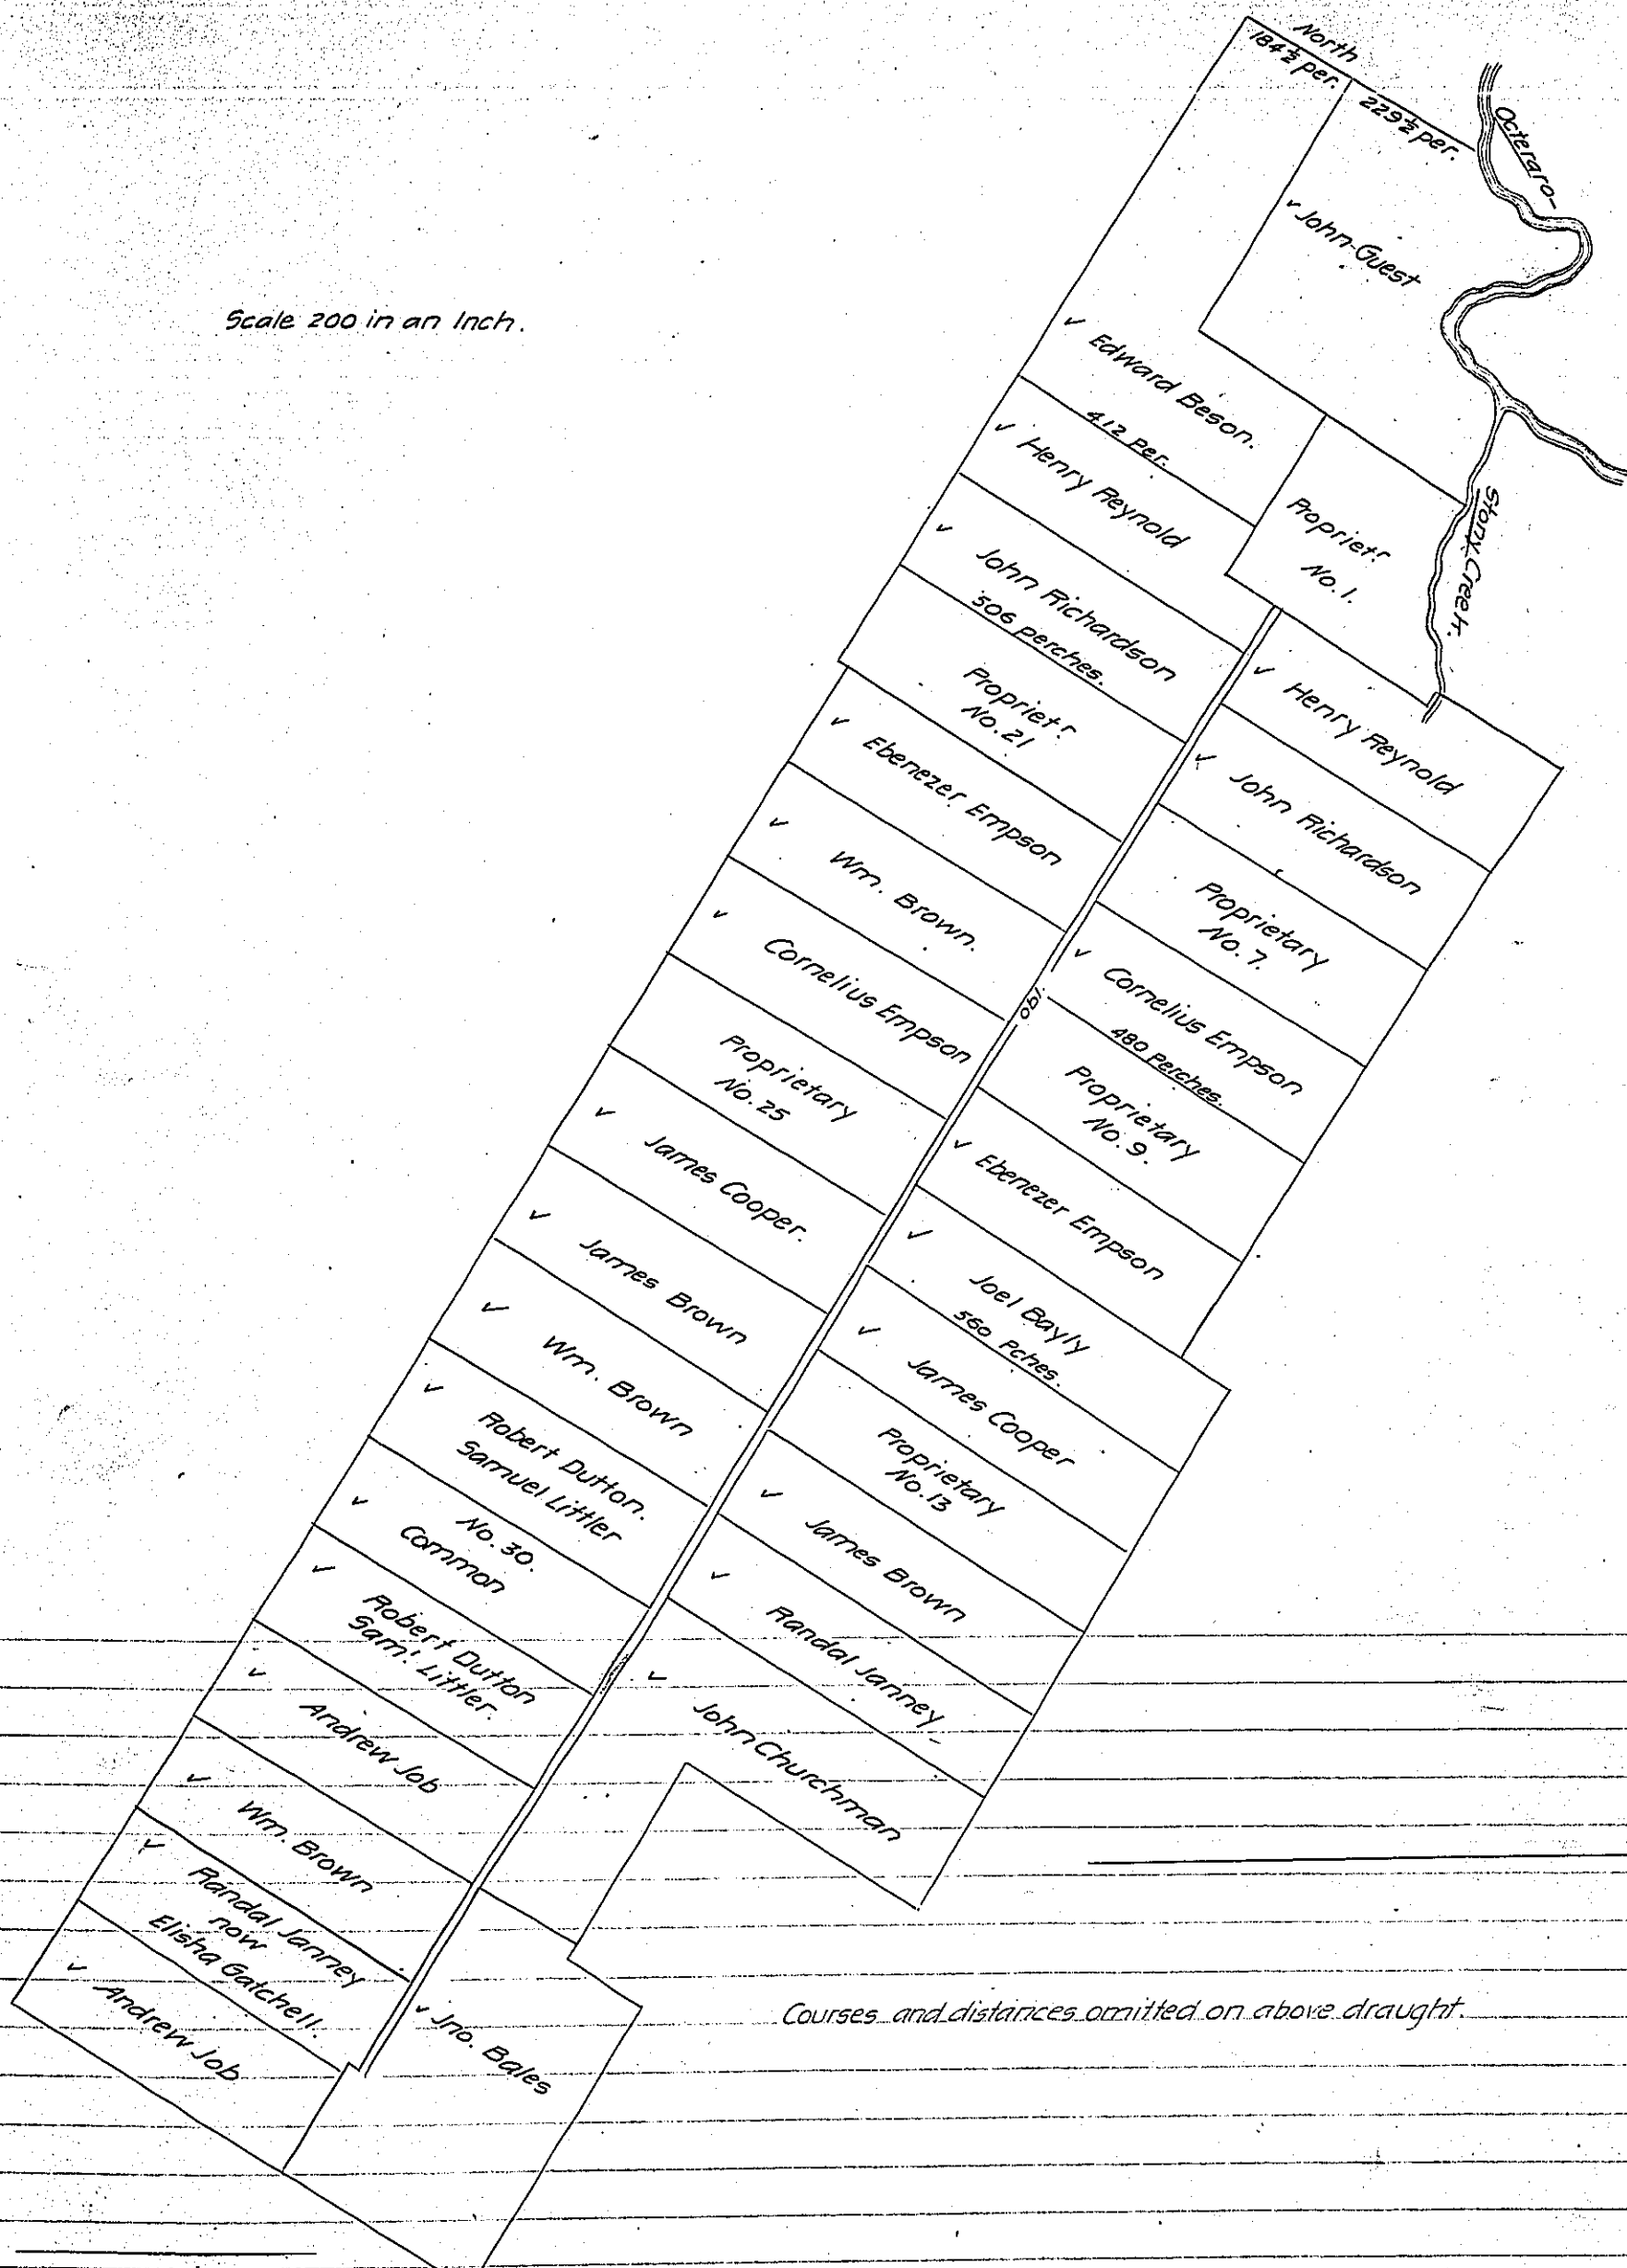 North
184½ per.
229½ per.
Octeraro-
John Guest
Scale 200 in an Inch.
Edward Beson.
412 Per.
Henry Reynold
Propriet.r
No. 1.
Stony Creek.
John Richardson
506 perches.
Propriet.r
No. 21
Henry Reynold
Ebenezer Empson
John Richardson
Wm. Brown.
Proprietary
No. 7.
Cornelius Empson
Cornelius Empson
480 Perches.
190
Proprietary
No. 25
Proprietary
No. 9.
James Cooper.
Ebenezer Empson
James Brown
Joel Bayly
560 Pches.
Wm. Brown
James Cooper
Robert Dutton.
Samuel Littler
Proprietary
No. 13
No. 30.
Common
James Brown
Robert Dutton
Sam.l Littler.
Randal Janney-
Andrew Job
John Churchman
Wm. Brown
Randal Janney
now
Elisha Gatchell.
Andrew Job
Jno. Bales
Courses and distances omitted on above draught.